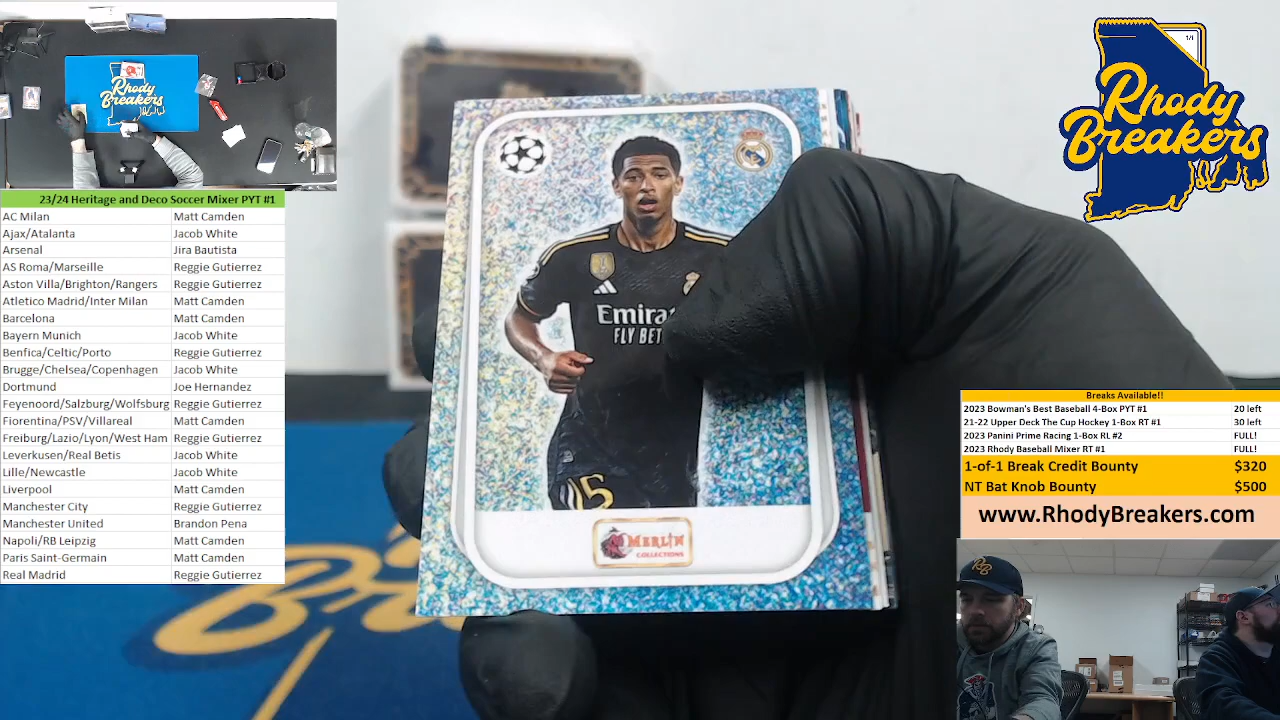 Rhody
Breakers
23/24 Heritage and Deco Soccer Mixer PYT #1
AC Milan Matt Camden
Ajax/Atalanta Jacob White
Arsenal Jira Bautista
AS Roma/Marseille Reggie Gutierrez
Aston Villa/Brighton/Rangers Reggie Gutierrez
Atletico Madrid/Inter Milan Matt Camden
Barcelona Matt Camden
Bayern Munich Jacob White
Benfica/Celtic/Porto Reggie Gutierrez
Brugge/Chelsea/Copenhagen Jacob White
Dortmund Joe Hernandez
Feyenoord/Salzburg/Wolfsburg Reggie Gutierrez
Fiorentina/PSV/Villareal Matt Camden
Freiburg/Lazio/Lyon/West Ham Reggie Gutierrez
Leverkusen/Real Betis Jacob White
Lille/Newcastle Jacob White
Liverpool Matt Camden
Manchester City Reggie Gutierrez
Manchester United Brandon Pena
Napoli/RB Leipzig Matt Camden
Paris Saint-Germain Matt Camden
Real Madrid Reggie Gutierrez
Emira
FLY BET
15
MERLIN
COLLECTIONS
1/1
Rhody
Breakers
Breaks Available!!
2023 Bowman's Best Baseball 4-Box PYT #1 20 left
21-22 Upper Deck The Cup Hockey 1-Box RT #1 30 left
2023 Panini Prime Racing 1-Box RL #2 FULL!
2023 Rhody Baseball Mixer RT #1 FULL!
1-of-1 Break Credit Bounty $320
NT Bat Knob Bounty $500
www.RhodyBreakers.com
RB